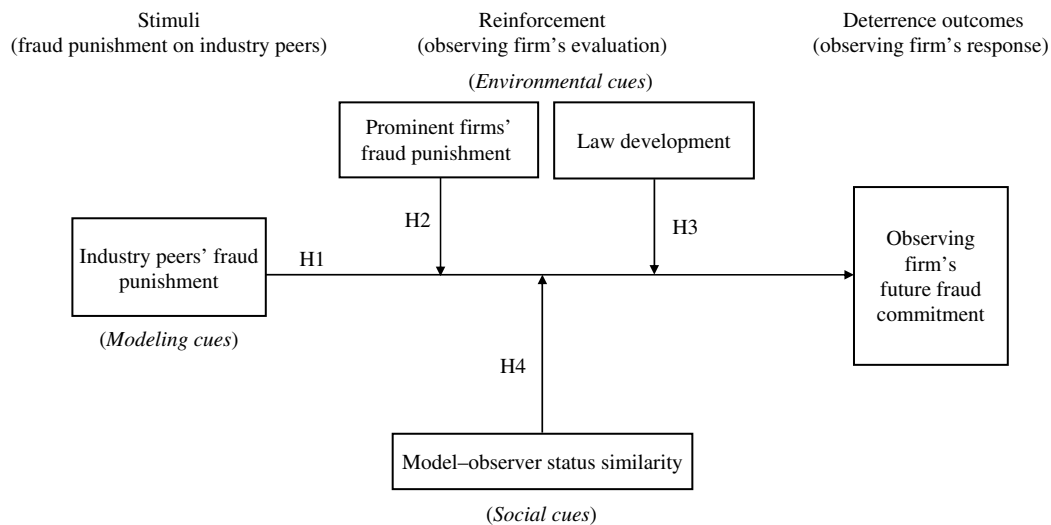 Stimuli
(fraud punishment on industry peers)
Reinforcement
(observing firm's evaluation)
Deterrence outcomes
(observing firm's response)
(Environmental cues)
Prominent firms'
fraud punishment
Law development
H2
H3
Industry peers' fraud
punishment
H1
Observing
firm's
future fraud
commitment
(Modeling cues)
H4
Model–observer status similarity
(Social cues)